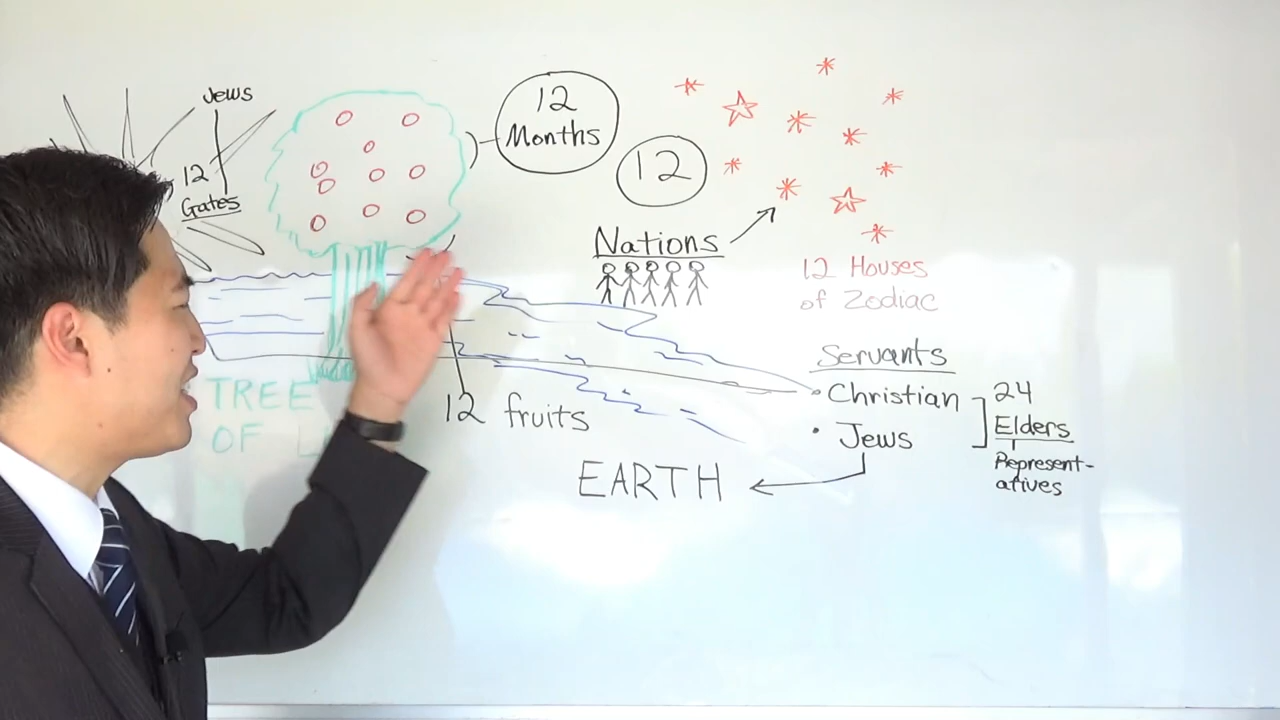 Jews
12
Gates
12
Months
12
Nations
12 Houses
of Zodiac
TREE
OF
12 fruits
Servants
• Christian
• Jews
24
Elders
Represent-
atives
EARTH